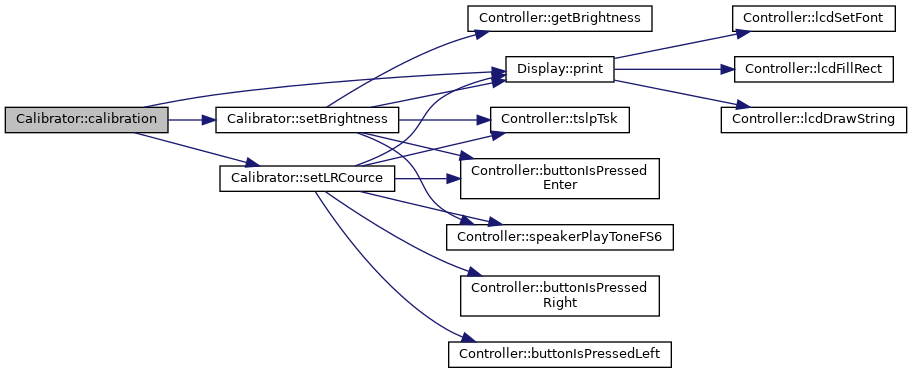 Controller::getBrightness
Controller::lcdSetFont
Display::print
Controller::lcdFillRect
Calibrator::calibration
Calibrator::setBrightness
Controller::tslpTsk
Controller::lcdDrawString
Calibrator::setLRCource
Controller::buttonIsPressed
Enter
Controller::speakerPlayToneFS6
Controller::buttonIsPressed
Right
Controller::buttonIsPressedLeft